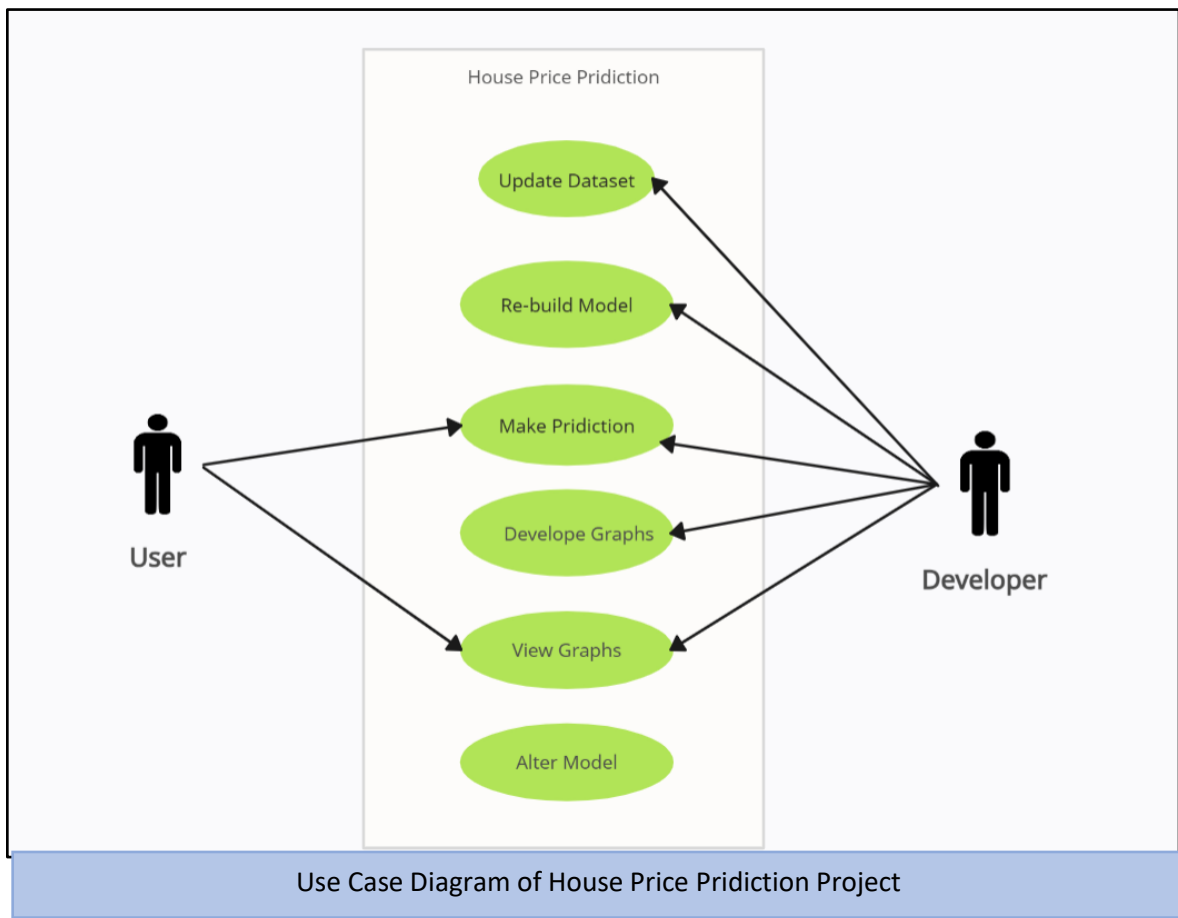 House Price Pridiction
Update Dataset
Re-build Model
Make Pridiction
Develope Graphs
View Graphs
Alter Model
User
Developer
Use Case Diagram of House Price Pridiction Project